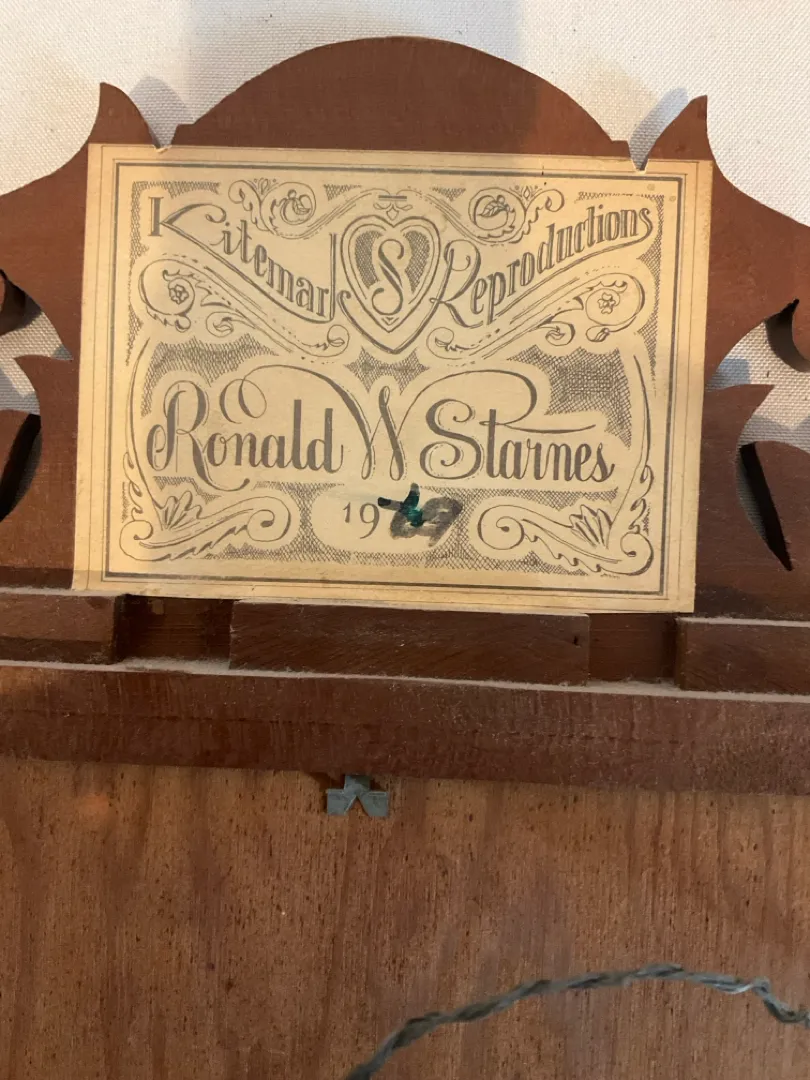 Kitemark S Reproductions
Ronald W Starnes
19